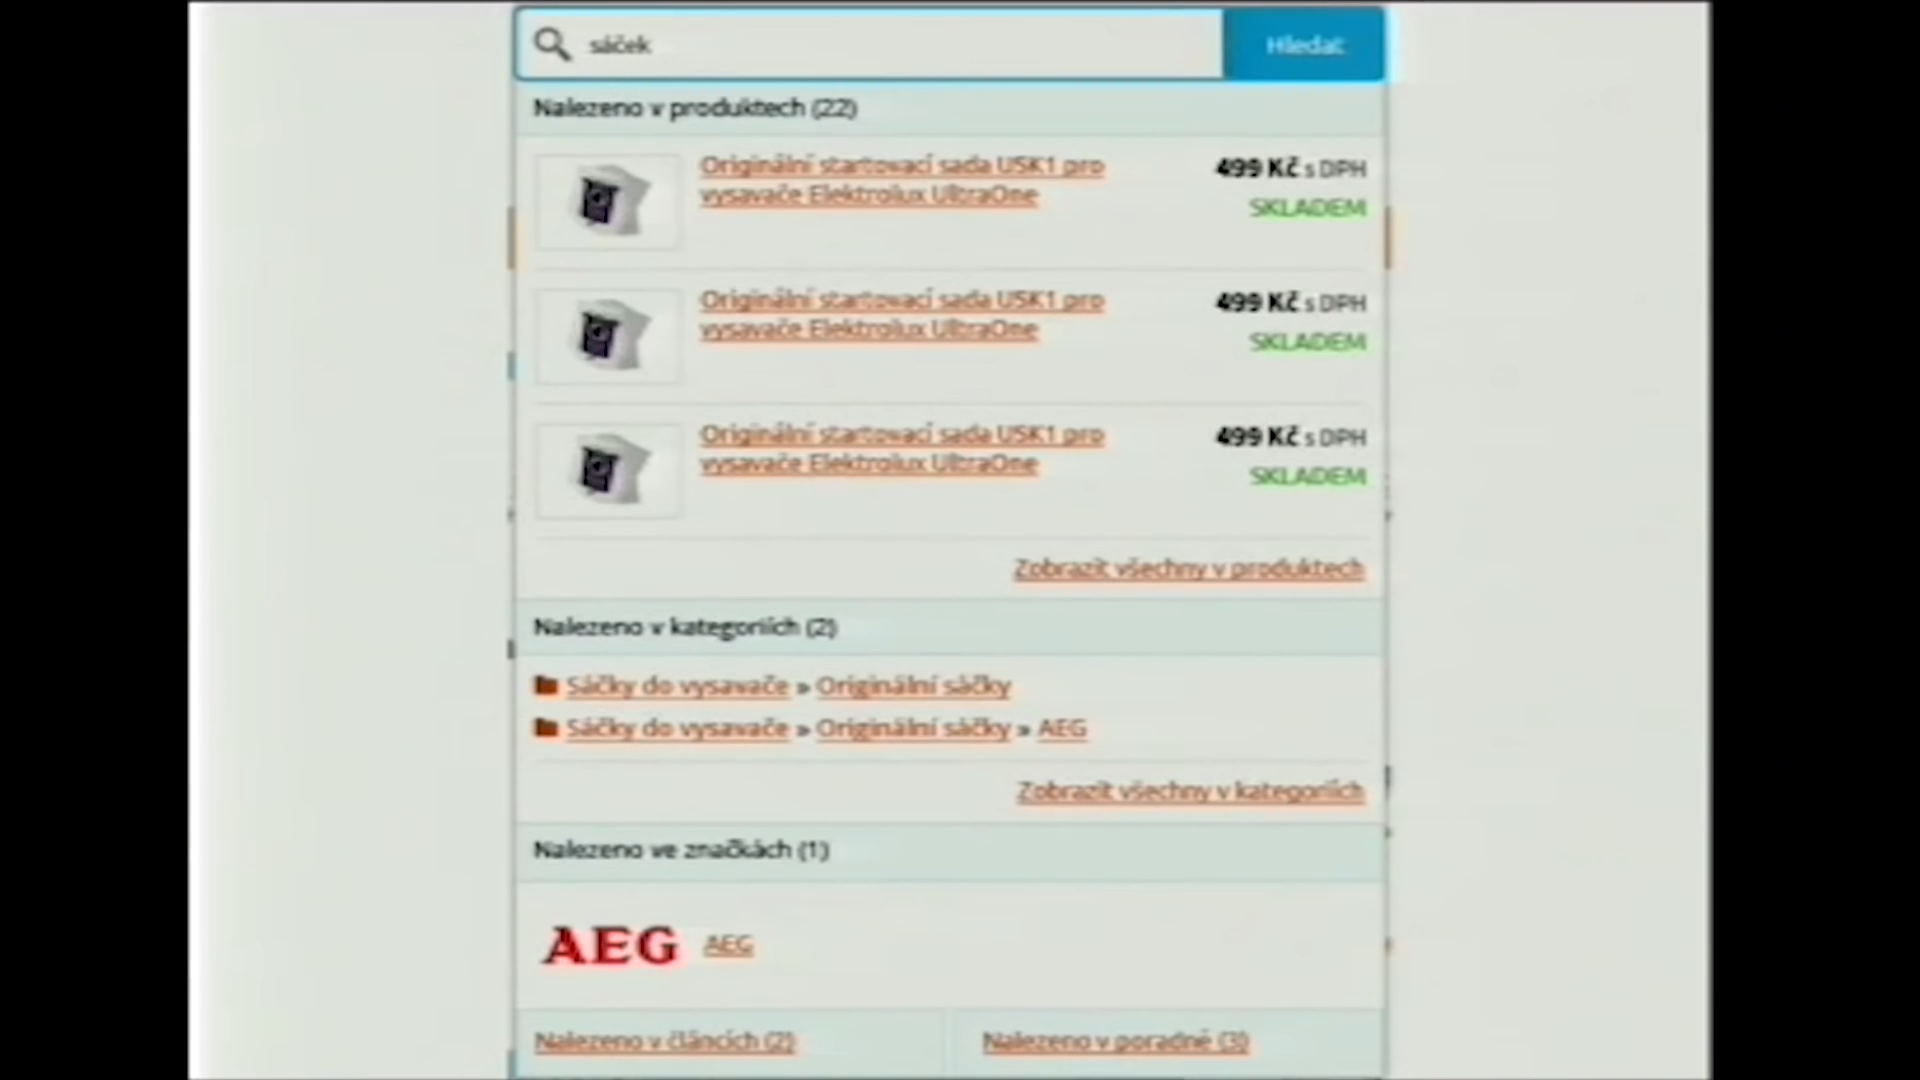 sáček
Hledat
Nalezeno v produktech (22)
Originální startovací sada USK1 pro
vysavače Elektrolux UltraOne
499 Kč s DPH
SKLADEM
Originální startovací sada USK1 pro
vysavače Elektrolux UltraOne
499 Kč s DPH
SKLADEM
Originální startovací sada USK1 pro
vysavače Elektrolux UltraOne
499 Kč s DPH
SKLADEM
Zobrazit všechny v produktech
Nalezeno v kategoriích (2)
Sáčky do vysavače » Originální sáčky
Sáčky do vysavače » Originální sáčky » AEG
Zobrazit všechny v kategoriích
Nalezeno ve značkách (1)
AEG AEG
Nalezeno v článcích (2)
Nalezeno v poradně (3)